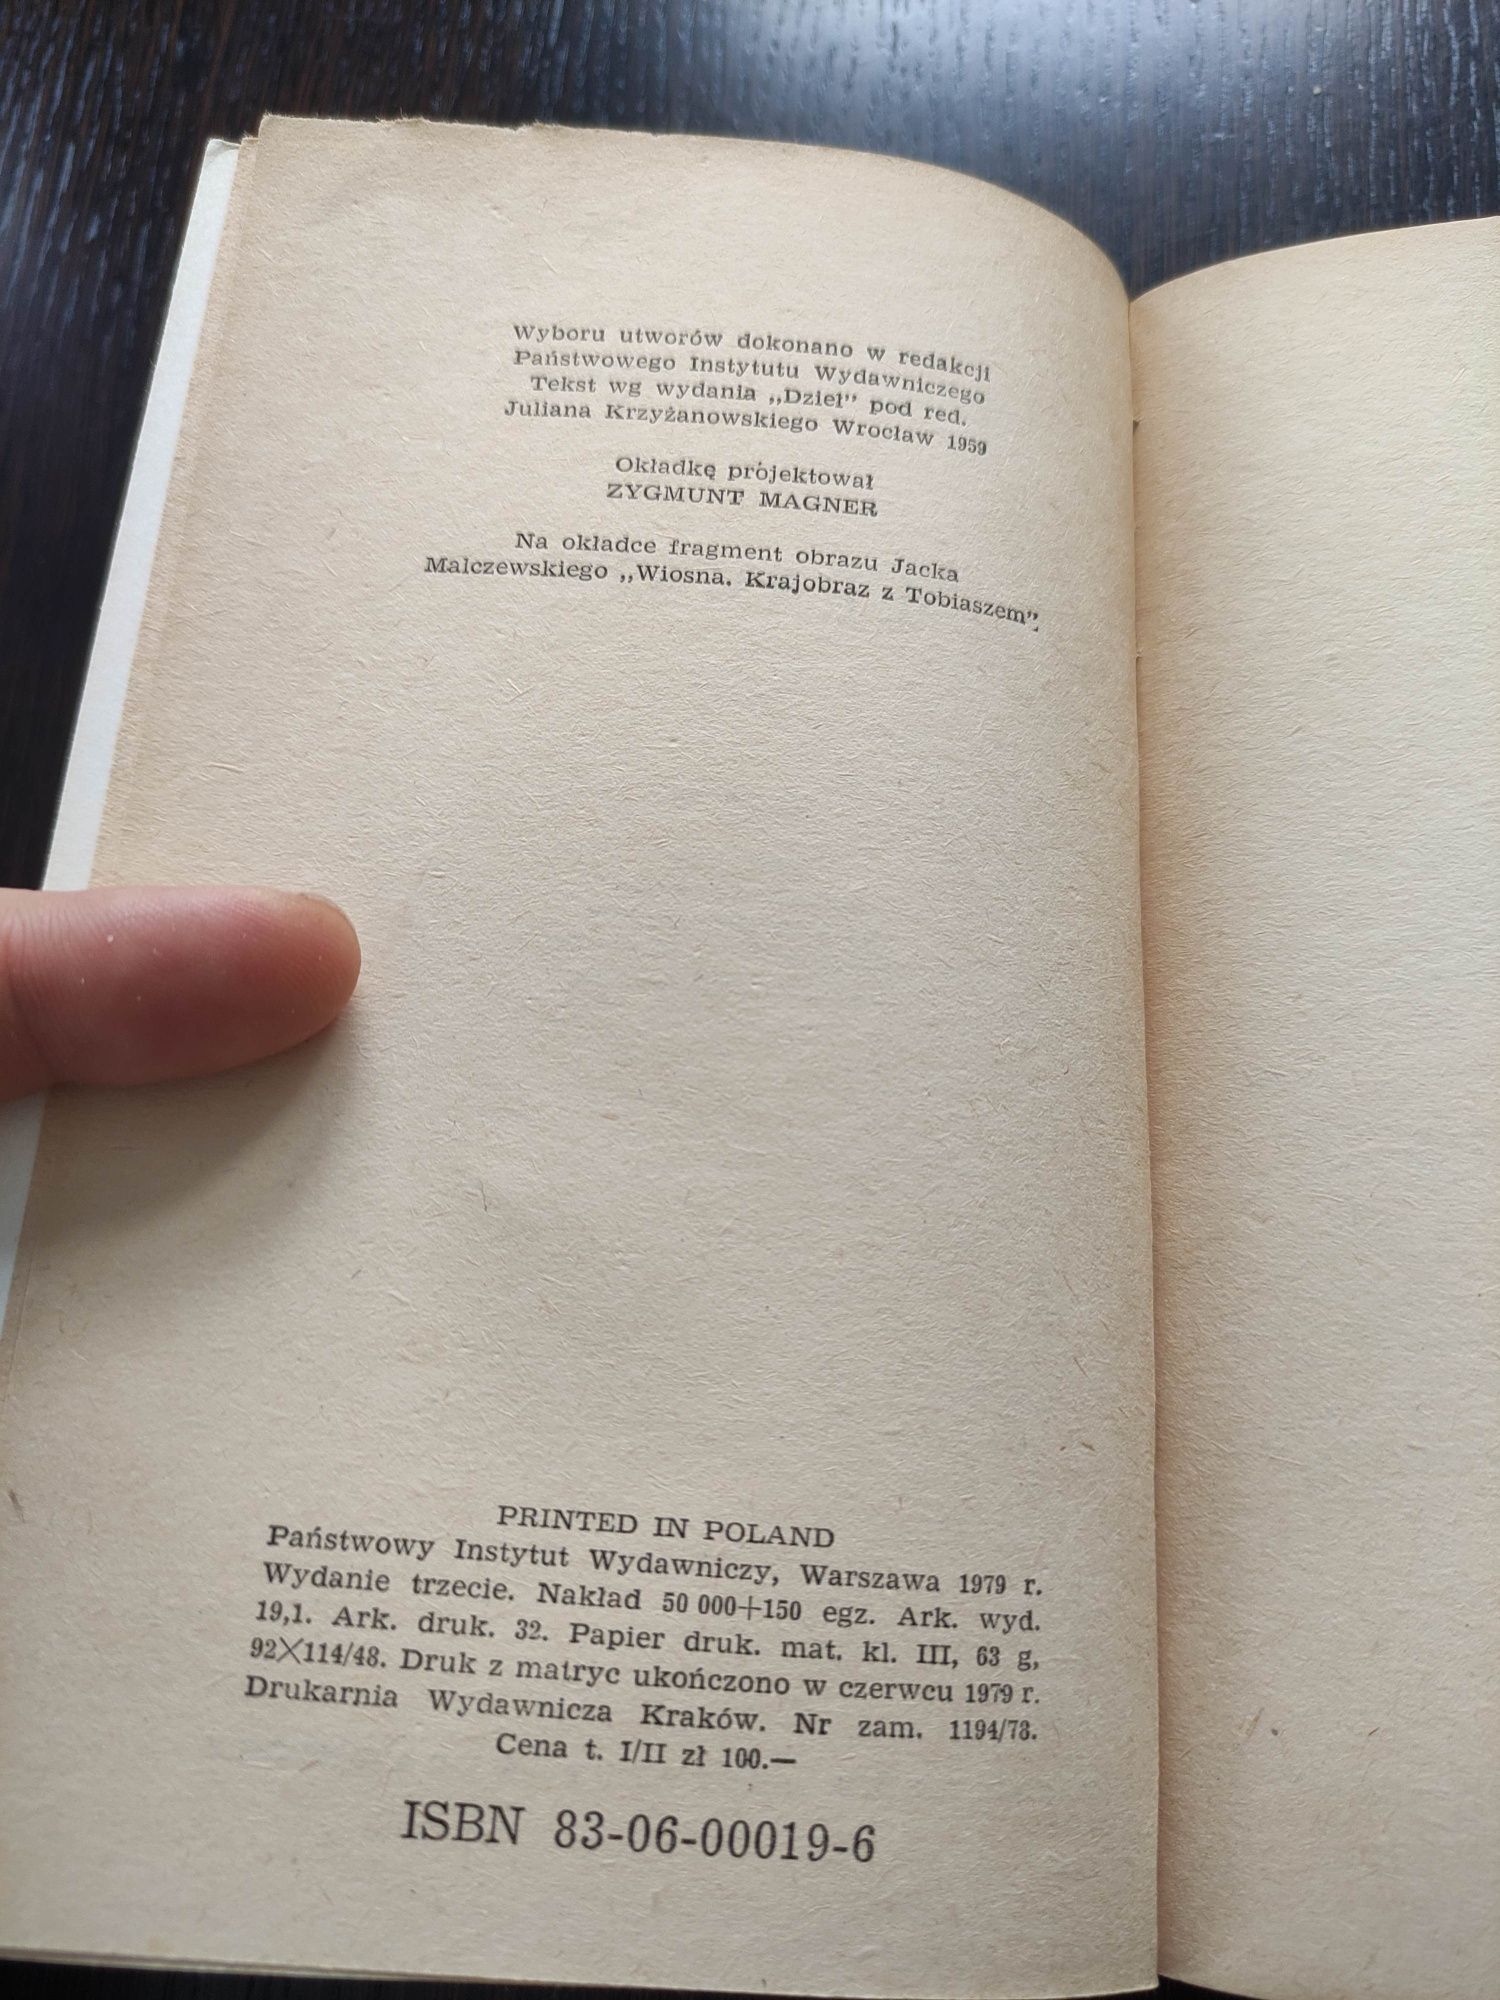 Wyboru utworów dokonano w redakcji
Państwowego Instytutu Wydawniczego
Tekst wg wydania „Dzieł” pod red.
Juliana Krzyżanowskiego Wrocław 1959
Okładkę projektował
ZYGMUNT MAGNER
Na okładce fragment obrazu Jacka
Malczewskiego „Wiosna. Krajobraz z Tobiaszem”.
PRINTED IN POLAND
Państwowy Instytut Wydawniczy, Warszawa 1979 r.
Wydanie trzecie. Nakład 50 000+150 egz. Ark. wyd.
19,1. Ark. druk. 32. Papier druk. mat. kl. III, 63 g,
92×114/48. Druk z matryc ukończono w czerwcu 1979 r.
Drukarnia Wydawnicza Kraków. Nr zam. 1194/78.
Cena t. I/II zł 100.—
ISBN 83-06-00019-6